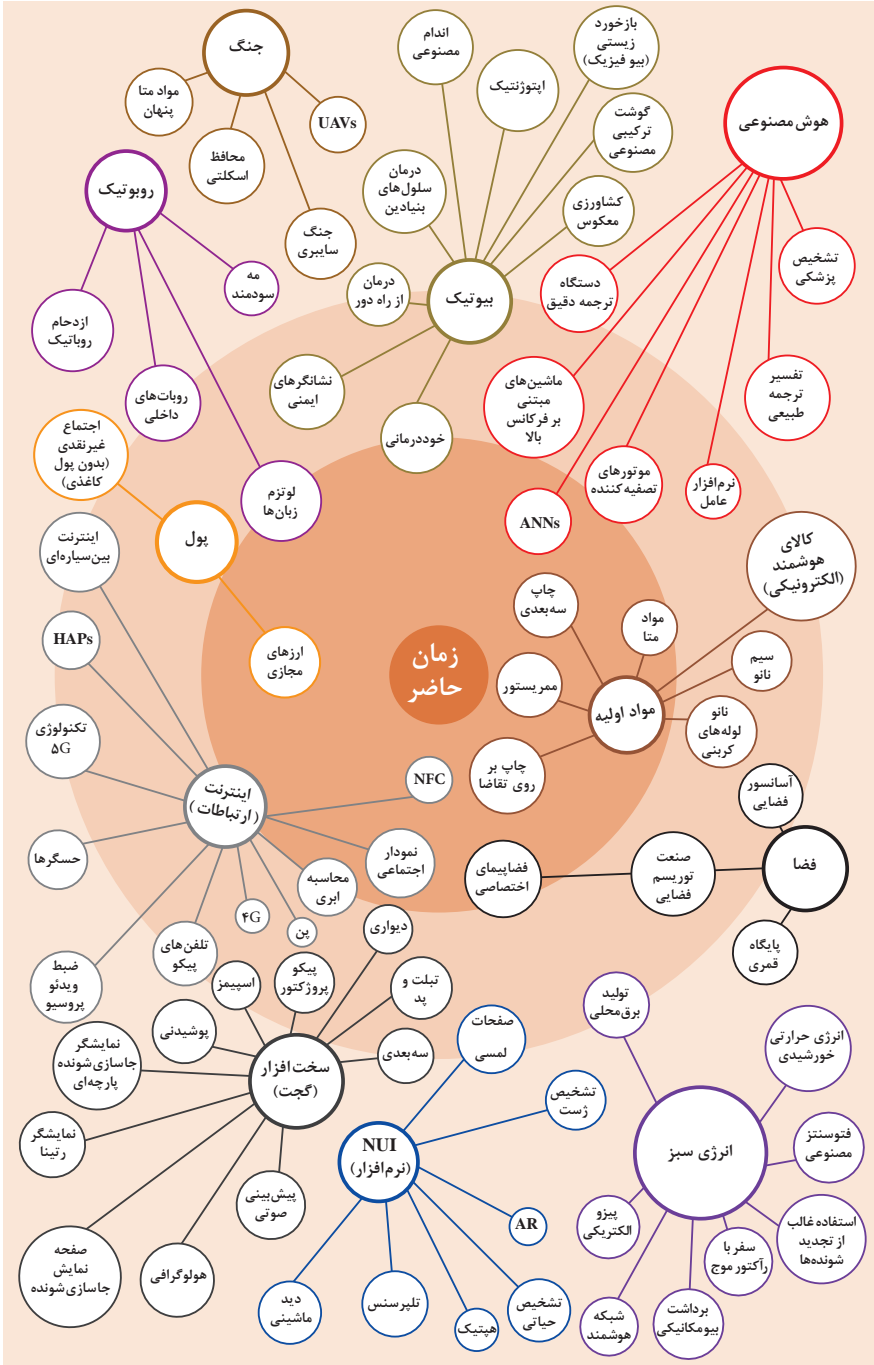 جنگ
مواد متا
پنهان
محافظ
اسکلتی
UAVs
جنگ
سایبری
روبوتیک
ازدحام
روباتیک
روبات‌های
داخلی
مه
سودمند
لوتزم
زبان‌ها
بیوتیک
اندام
مصنوعی
اپتوژنتیک
بازخورد
زیستی
(بیو فیزیک)
گوشت
ترکیبی
مصنوعی
کشاورزی
معکوس
درمان
سلول‌های
بنیادین
درمان
از راه دور
نشانگرهای
ایمنی
خوددرمانی
هوش مصنوعی
تشخیص
پزشکی
دستگاه
ترجمه دقیق
تفسیر
ترجمه
طبیعی
ماشین‌های
مبتنی
بر فرکانس
بالا
موتورهای
تصفیه کننده
نرم‌افزار
عامل
ANNs
پول
اجتماع
غیرنقدی
(بدون پول
کاغذی)
ارزهای
مجازی
زمان
حاضر
مواد اولیه
کالای
هوشمند
(الکترونیکی)
چاپ
سه‌بعدی
مواد
متا
سیم
نانو
ممریستور
نانو
لوله‌های
کربنی
چاپ بر
روی تقاضا
اینترنت
(ارتباطات)
اینترنت
بین‌سیاره‌ای
HAPs
تکنولوژی
۵G
حسگرها
ضبط
ویدئو
پروسیو
تلفن‌های
پیکو
۴G
پن
محاسبه
ابری
نمودار
اجتماعی
NFC
فضا
آسانسور
فضایی
صنعت
توریسم
فضایی
فضاپیمای
اختصاصی
پایگاه
قمری
سخت‌افزار
(گجت)
دیواری
پیکو
پروژکتور
اسپیمز
تبلت و
پد
پوشیدنی
سه‌بعدی
نمایشگر
جاسازی‌شونده
پارچه‌ای
نمایشگر
رتینا
پیش‌بینی
صوتی
هولوگرافی
صفحه
نمایش
جاسازی‌شونده
NUI
(نرم‌افزار)
صفحات
لمسی
تشخیص
ژست
AR
تشخیص
حیاتی
هپتیک
تلپرسنس
دید
ماشینی
انرژی سبز
تولید
برق‌محلی
انرژی حرارتی
خورشیدی
فتوسنتز
مصنوعی
استفاده غالب
از تجدید
شونده‌ها
سفر با
رآکتور موج
برداشت
بیومکانیکی
شبکه
هوشمند
پیزو
الکتریکی